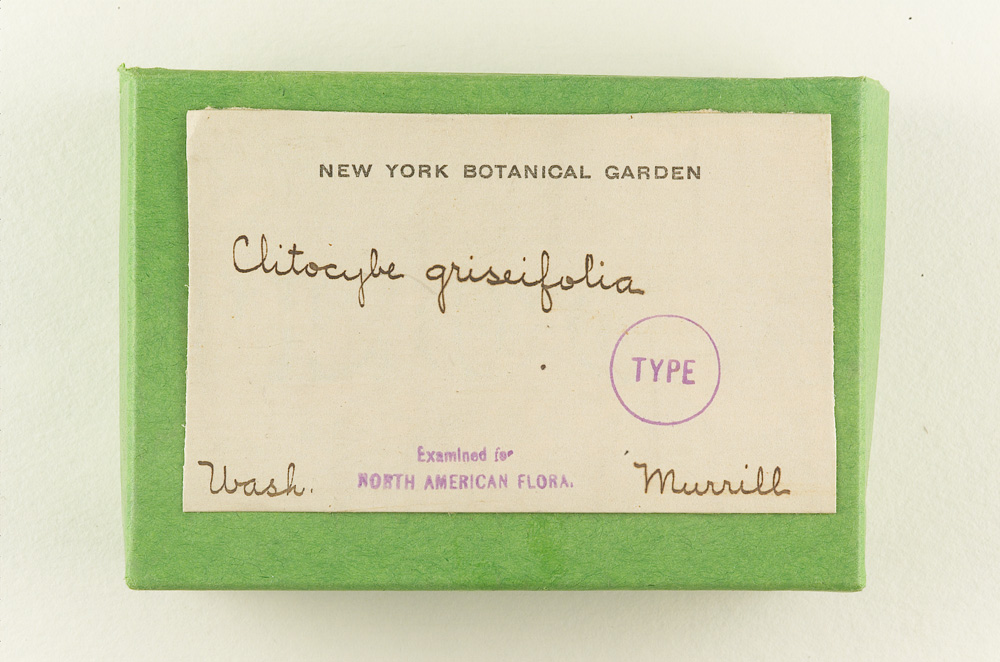 NEW YORK BOTANICAL GARDEN
Clitocybe griseifolia
TYPE
Examined for
NORTH AMERICAN FLORA.
Wash.
Murrill